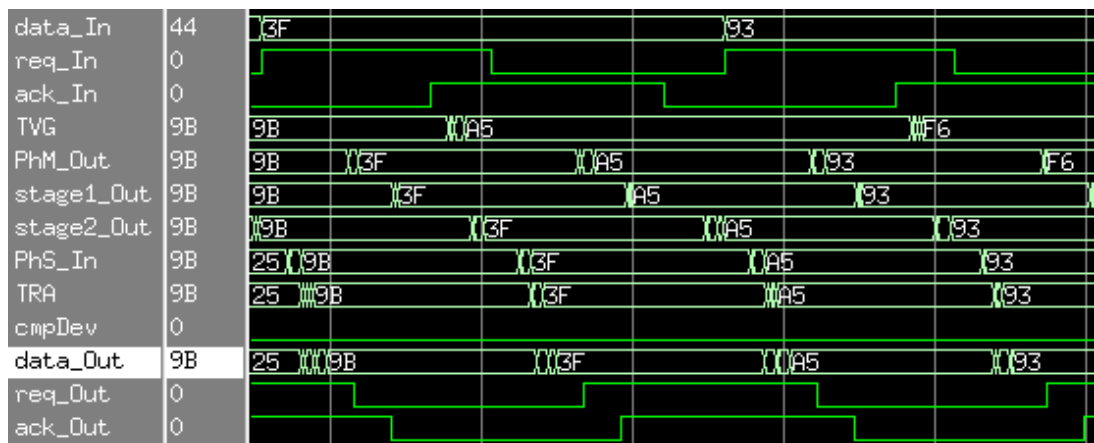 data_In 44 3F 93
req_In 0
ack_In 0
TVG 9B 9B A5 F6
PhM_Out 9B 9B 3F A5 93 F6
stage1_Out 9B 9B 3F A5 93
stage2_Out 9B 9B 3F A5 93
PhS_In 9B 25 9B 3F A5 93
TRA 9B 25 9B 3F A5 93
cmpDev 0
data_Out 9B 25 9B 3F A5 93
req_Out 0
ack_Out 0